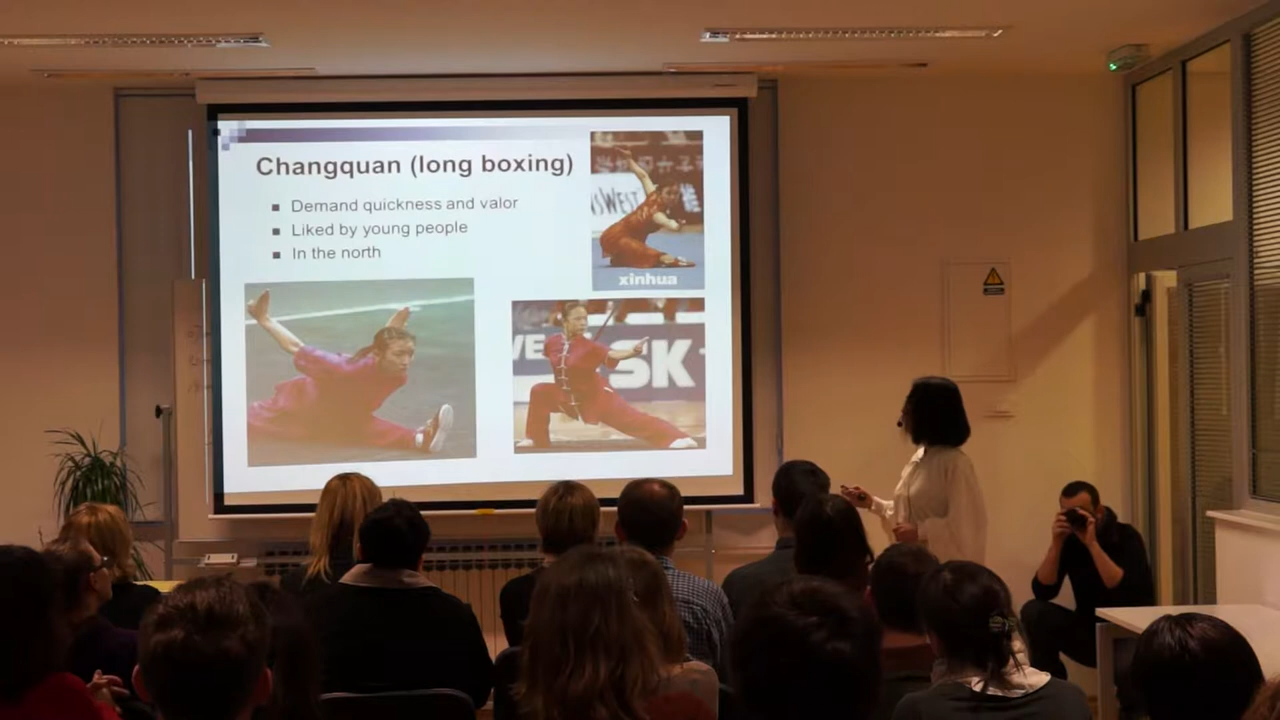 Changquan (long boxing)
Demand quickness and valor
Liked by young people
In the north
xinhua
SK